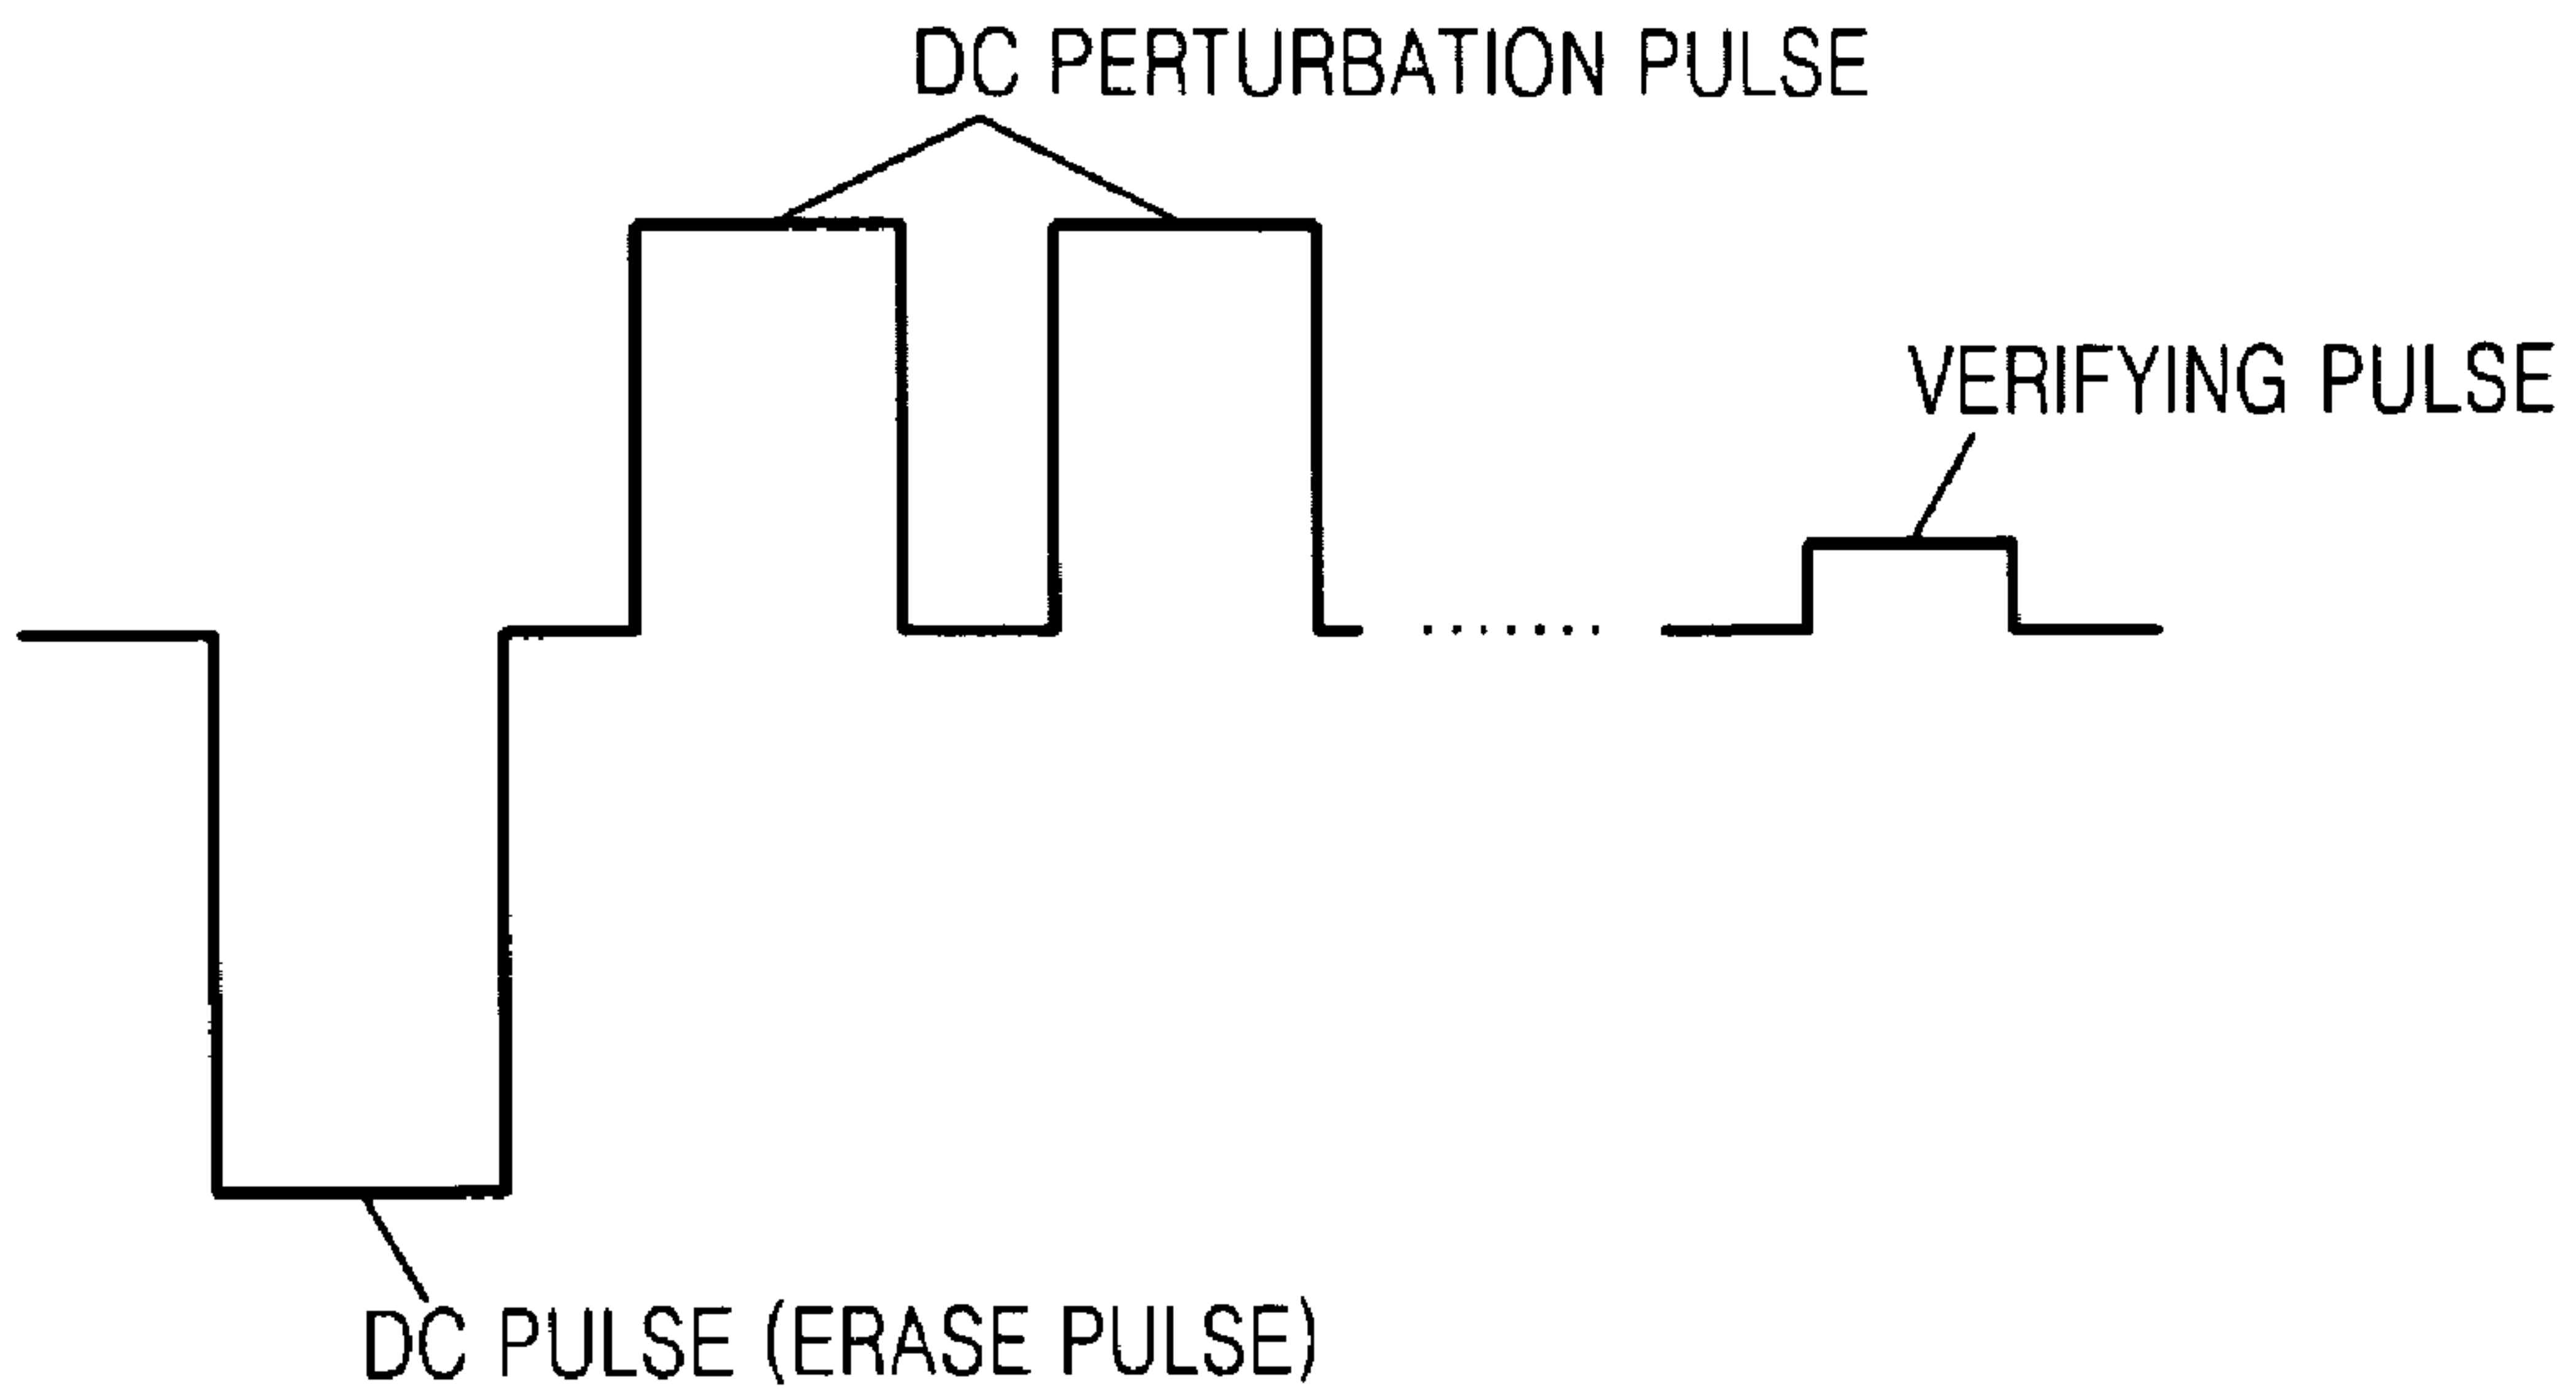 DC PERTURBATION PULSE
VERIFYING PULSE
DC PULSE (ERASE PULSE)